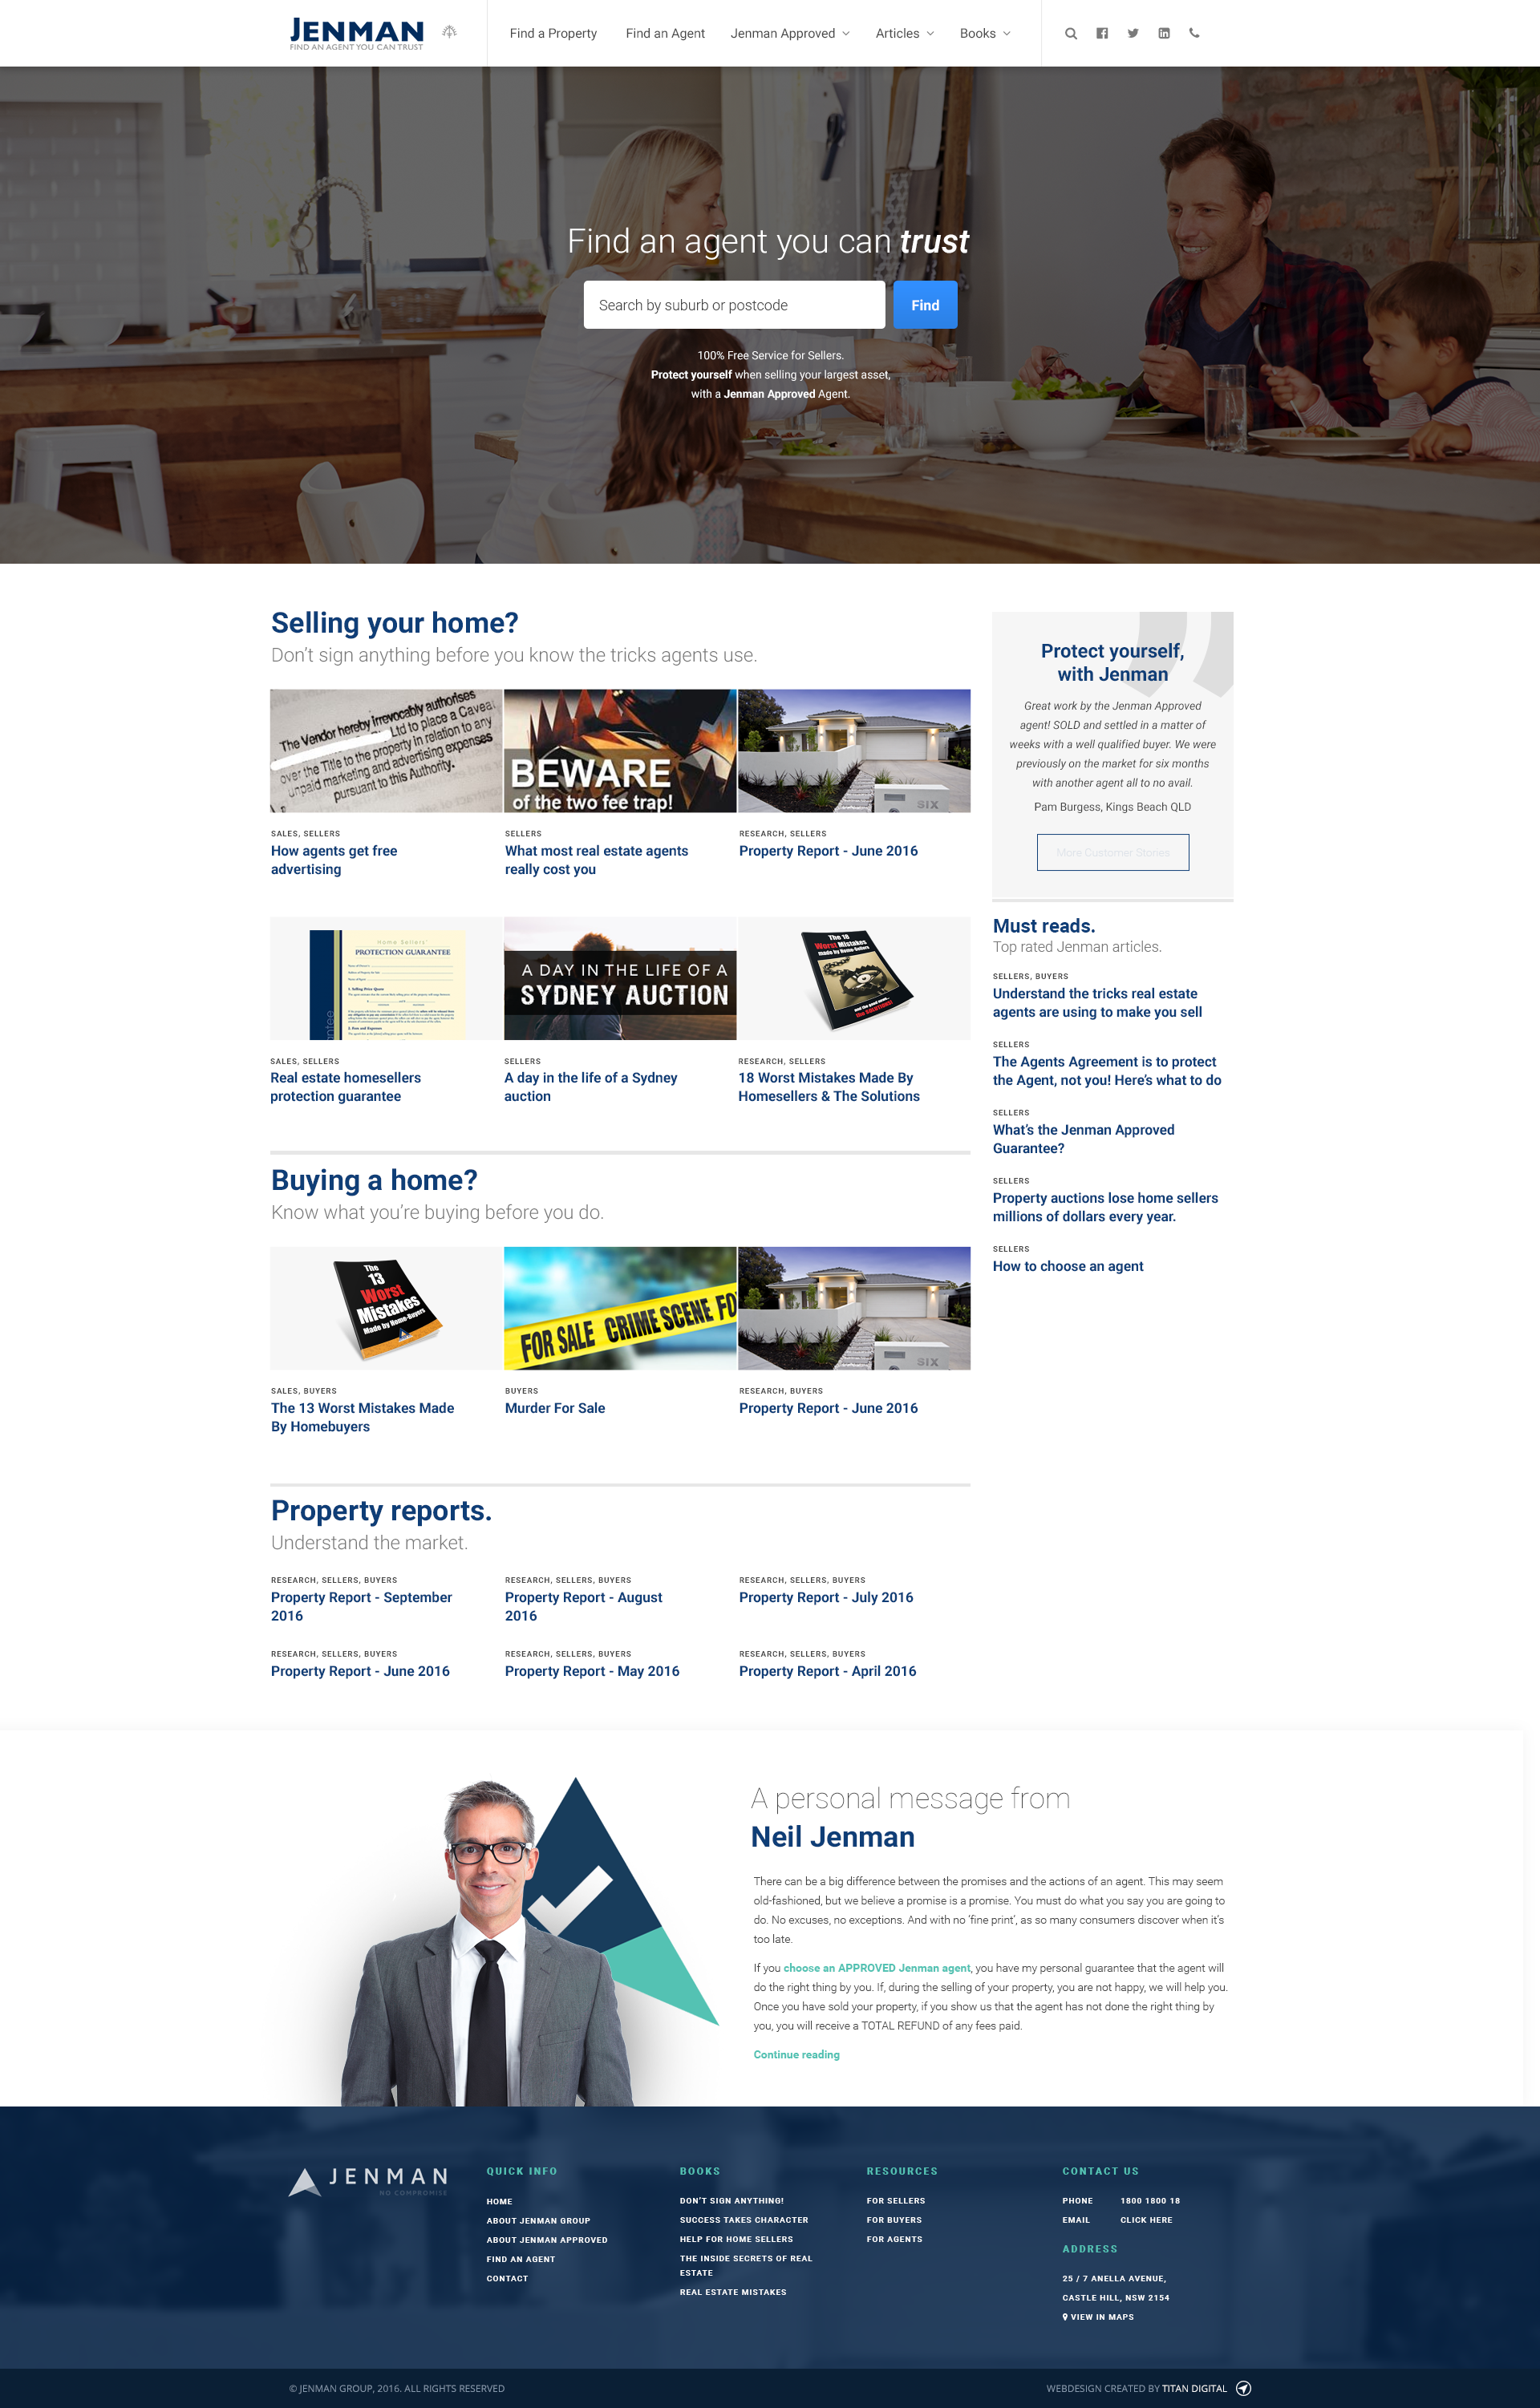 JENMAN
FIND AN AGENT YOU CAN TRUST
Find a Property
Find an Agent
Jenman Approved
Articles
Books
Find an agent you can trust
Search by suburb or postcode
Find
100% Free Service for Sellers.
Protect yourself when selling your largest asset,
with a Jenman Approved Agent.
Selling your home?
Don't sign anything before you know the tricks agents use.
The Vendor hereby irrevocably authorises
Ltd to place a Caveat
over the Title to the property in relation to any
unpaid marketing and advertising expenses
pursuant to this Authority.
SALES, SELLERS
How agents get free
advertising
BEWARE
of the two fee trap!
SELLERS
What most real estate agents
really cost you
SIX
RESEARCH, SELLERS
Property Report - June 2016
Home Sellers'
PROTECTION GUARANTEE
SALES, SELLERS
Real estate homesellers
protection guarantee
A DAY IN THE LIFE OF A
SYDNEY AUCTION
SELLERS
A day in the life of a Sydney
auction
The 18
Worst Mistakes
made by Home-Sellers
RESEARCH, SELLERS
18 Worst Mistakes Made By
Homesellers & The Solutions
Buying a home?
Know what you're buying before you do.
The
13
Worst
Mistakes
Made by Home-Buyers
SALES, BUYERS
The 13 Worst Mistakes Made
By Homebuyers
FOR SALE CRIME SCENE FO
BUYERS
Murder For Sale
SIX
RESEARCH, BUYERS
Property Report - June 2016
Property reports.
Understand the market.
RESEARCH, SELLERS, BUYERS
Property Report - September
2016
RESEARCH, SELLERS, BUYERS
Property Report - August
2016
RESEARCH, SELLERS, BUYERS
Property Report - July 2016
RESEARCH, SELLERS, BUYERS
Property Report - June 2016
RESEARCH, SELLERS, BUYERS
Property Report - May 2016
RESEARCH, SELLERS, BUYERS
Property Report - April 2016
Protect yourself,
with Jenman
Great work by the Jenman Approved
agent! SOLD and settled in a matter of
weeks with a well qualified buyer. We were
previously on the market for six months
with another agent all to no avail.
Pam Burgess, Kings Beach QLD
More Customer Stories
Must reads.
Top rated Jenman articles.
SELLERS, BUYERS
Understand the tricks real estate
agents are using to make you sell
SELLERS
The Agents Agreement is to protect
the Agent, not you! Here's what to do
SELLERS
What's the Jenman Approved
Guarantee?
SELLERS
Property auctions lose home sellers
millions of dollars every year.
SELLERS
How to choose an agent
A personal message from
Neil Jenman
There can be a big difference between the promises and the actions of an agent. This may seem
old-fashioned, but we believe a promise is a promise. You must do what you say you are going to
do. No excuses, no exceptions. And with no 'fine print', as so many consumers discover when it's
too late.
If you choose an APPROVED Jenman agent, you have my personal guarantee that the agent will
do the right thing by you. If, during the selling of your property, you are not happy, we will help you.
Once you have sold your property, if you show us that the agent has not done the right thing by
you, you will receive a TOTAL REFUND of any fees paid.
Continue reading
JENMAN
NO COMPROMISE
QUICK INFO
HOME
ABOUT JENMAN GROUP
ABOUT JENMAN APPROVED
FIND AN AGENT
CONTACT
BOOKS
DON'T SIGN ANYTHING!
SUCCESS TAKES CHARACTER
HELP FOR HOME SELLERS
THE INSIDE SECRETS OF REAL
ESTATE
REAL ESTATE MISTAKES
RESOURCES
FOR SELLERS
FOR BUYERS
FOR AGENTS
CONTACT US
PHONE 1800 1800 18
EMAIL CLICK HERE
ADDRESS
25 / 7 ANELLA AVENUE,
CASTLE HILL, NSW 2154
VIEW IN MAPS
© JENMAN GROUP, 2016. ALL RIGHTS RESERVED
WEBDESIGN CREATED BY TITAN DIGITAL